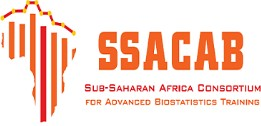 SSACAB
Sub-Saharan Africa Consortium
for Advanced Biostatistics Training